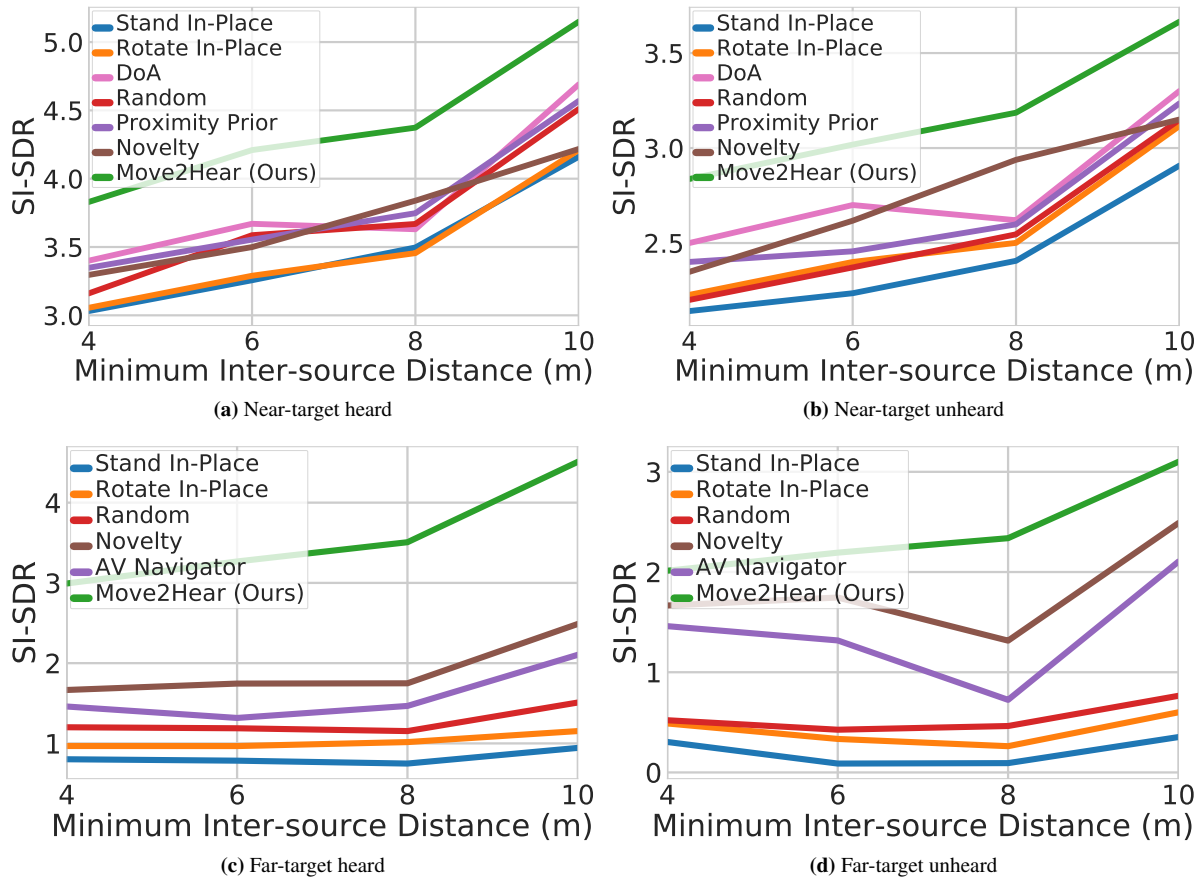 Stand In-Place
Rotate In-Place
DoA
Random
Proximity Prior
Novelty
Move2Hear (Ours)
5.0
4.5
4.0
3.5
3.0
SI-SDR
4 6 8 10
Minimum Inter-source Distance (m)
(a) Near-target heard
Stand In-Place
Rotate In-Place
DoA
Random
Proximity Prior
Novelty
Move2Hear (Ours)
3.5
3.0
2.5
SI-SDR
4 6 8 10
Minimum Inter-source Distance (m)
(b) Near-target unheard
Stand In-Place
Rotate In-Place
Random
Novelty
AV Navigator
Move2Hear (Ours)
4
3
2
1
SI-SDR
4 6 8 10
Minimum Inter-source Distance (m)
(c) Far-target heard
Stand In-Place
Rotate In-Place
Random
Novelty
AV Navigator
Move2Hear (Ours)
3
2
1
0
SI-SDR
4 6 8 10
Minimum Inter-source Distance (m)
(d) Far-target unheard